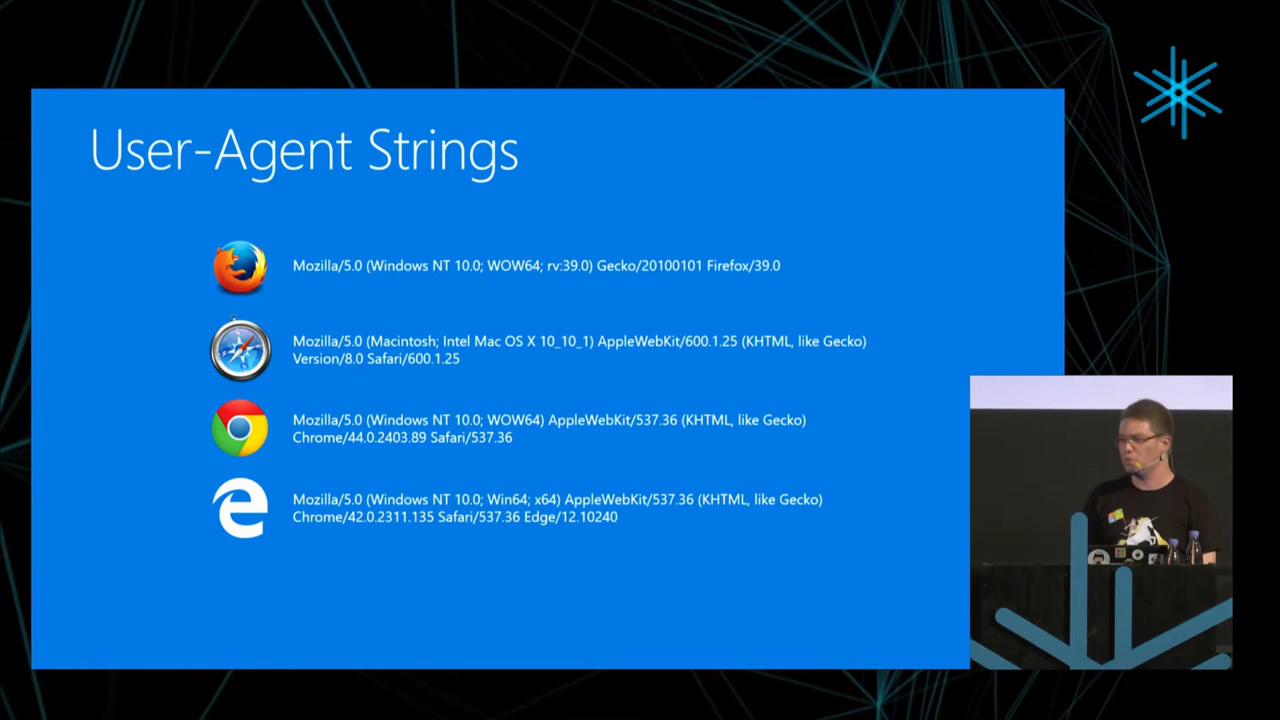 User-Agent Strings
Mozilla/5.0 (Windows NT 10.0; WOW64; rv:39.0) Gecko/20100101 Firefox/39.0
Mozilla/5.0 (Macintosh; Intel Mac OS X 10_10_1) AppleWebKit/600.1.25 (KHTML, like Gecko)
Version/8.0 Safari/600.1.25
Mozilla/5.0 (Windows NT 10.0; WOW64) AppleWebKit/537.36 (KHTML, like Gecko)
Chrome/44.0.2403.89 Safari/537.36
Mozilla/5.0 (Windows NT 10.0; Win64; x64) AppleWebKit/537.36 (KHTML, like Gecko)
Chrome/42.0.2311.135 Safari/537.36 Edge/12.10240